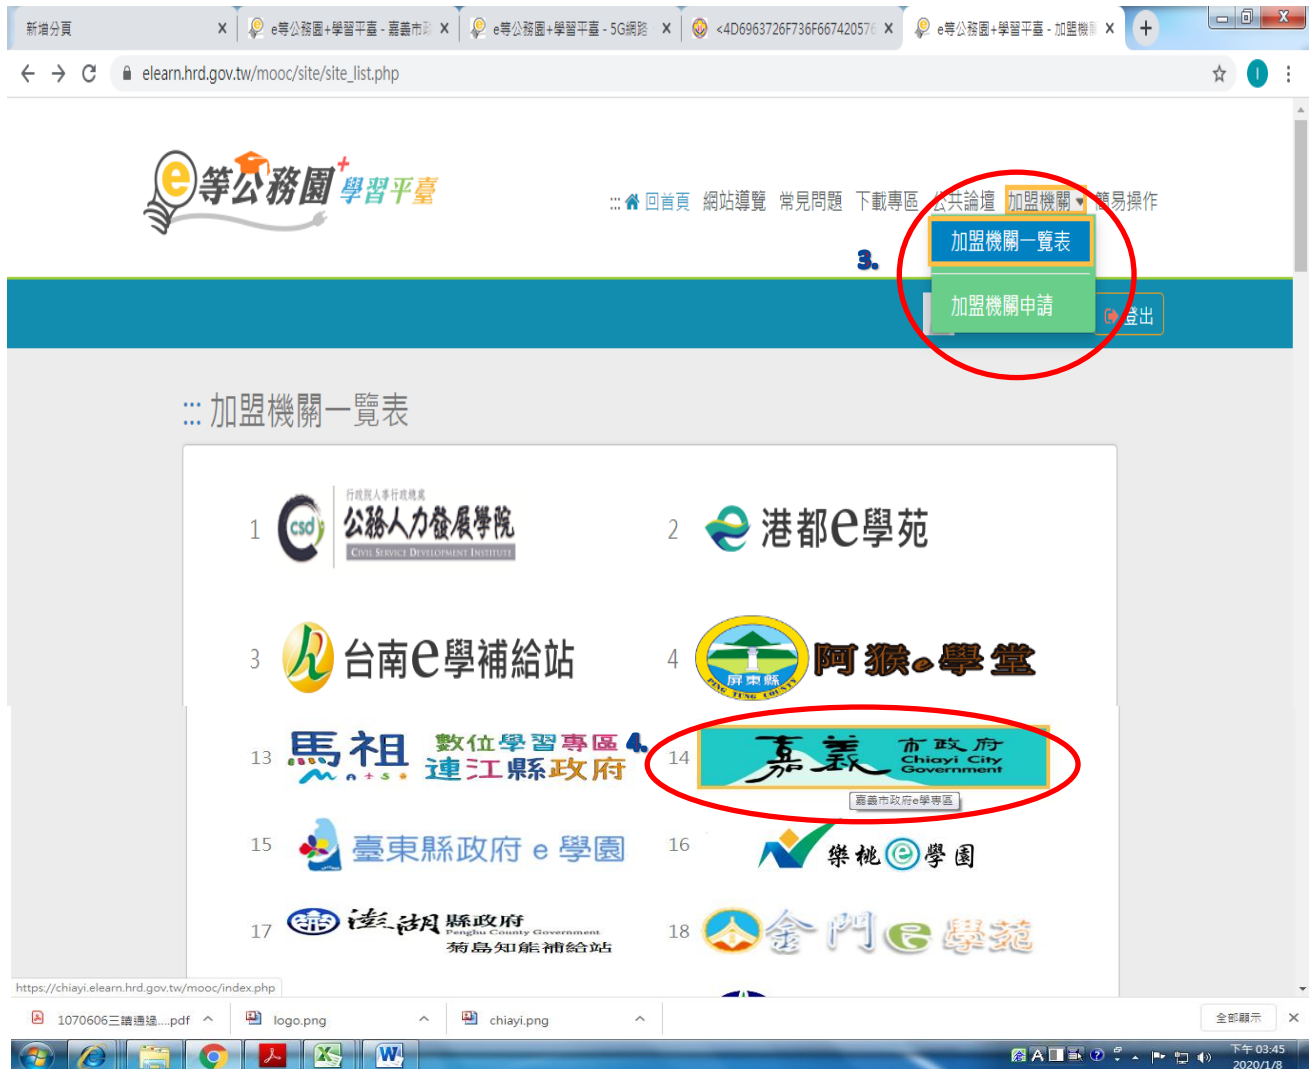 新增分頁
e等公務園+學習平臺 - 嘉義市政
e等公務園+學習平臺 - 5G網路
<4D6963726F736F667420576
e等公務園+學習平臺 - 加盟機
elearn.hrd.gov.tw/mooc/site/site_list.php
e等公務園+學習平臺
回首頁 網站導覽 常見問題 下載專區 公共論壇 加盟機關 簡易操作
3.
加盟機關一覽表
加盟機關申請
登出
加盟機關一覽表
1
行政院人事行政總處
csd 公務人力發展學院
CIVIL SERVICE DEVELOPMENT INSTITUTE
2 港都e學苑
3 台南e學補給站
4 阿猴e學堂
屏東縣
PING TUNG COUNTY
13 馬祖 數位學習專區
Matsu 連江縣政府
4.
14 嘉義市政府
Chiayi City
Government
嘉義市政府e學專區
15 臺東縣政府 e 學園
16 樂桃e學園
17 澎湖縣政府
Penghu County Government
菊島知能補給站
18 金門e學苑
https://chiayi.elearn.hrd.gov.tw/mooc/index.php
1070606三讀通過....pdf
logo.png
chiayi.png
全部顯示
下午 03:45
2020/1/8